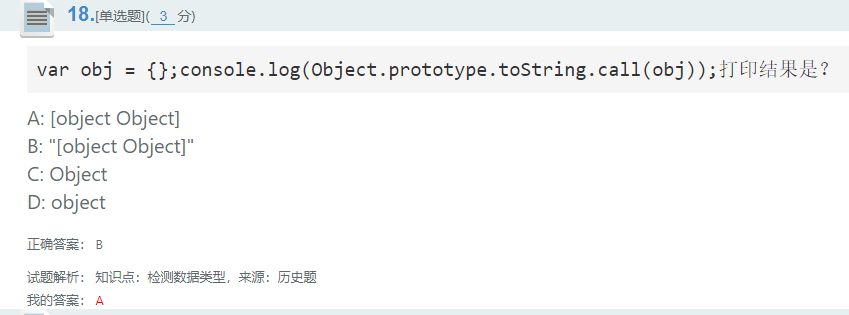 18.[单选题]( 3 分)
var obj = {};console.log(Object.prototype.toString.call(obj));打印结果是?
A: [object Object]
B: "[object Object]"
C: Object
D: object
正确答案: B
试题解析: 知识点: 检测数据类型, 来源: 历史题
我的答案: A